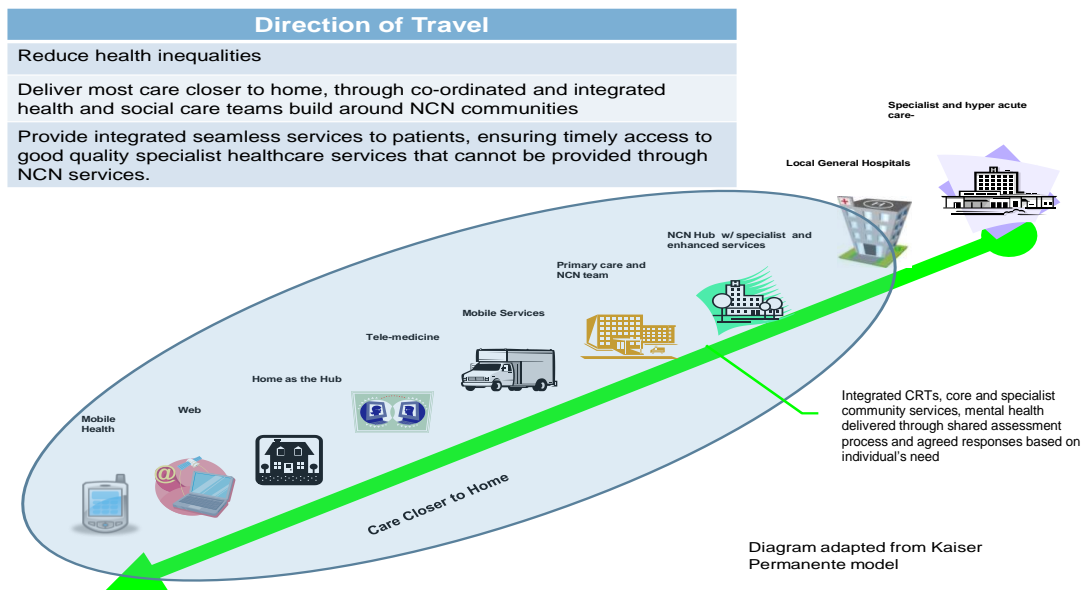 Direction of Travel
Reduce health inequalities
Deliver most care closer to home, through co-ordinated and integrated
health and social care teams build around NCN communities
Provide integrated seamless services to patients, ensuring timely access to
good quality specialist healthcare services that cannot be provided through
NCN services.
Specialist and hyper acute
care-
Local General Hospitals
H
NCN Hub w/ specialist and
enhanced services
Primary care and
NCN team
Mobile Services
Tele-medicine
Home as the Hub
Web
@
Mobile
Health
Care Closer to Home
Integrated CRTs, core and specialist
community services, mental health
delivered through shared assessment
process and agreed responses based on
individual's need
Diagram adapted from Kaiser
Permanente model